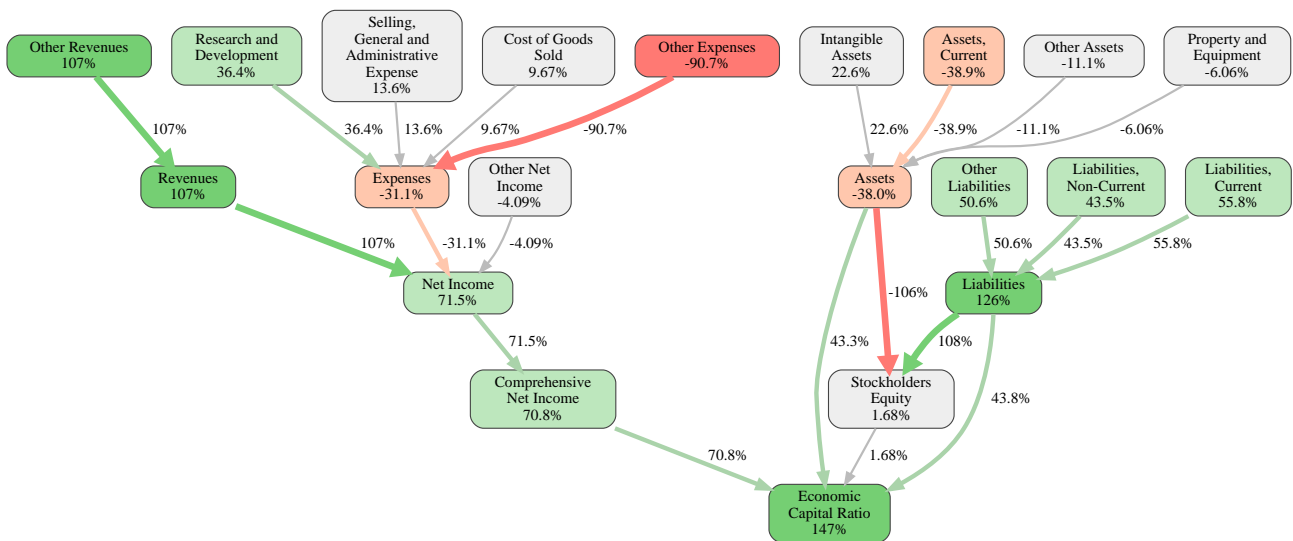 Other Revenues
107%
Research and
Development
36.4%
Selling,
General and
Administrative
Expense
13.6%
Cost of Goods
Sold
9.67%
Other Expenses
-90.7%
Intangible
Assets
22.6%
Assets,
Current
-38.9%
Other Assets
-11.1%
Property and
Equipment
-6.06%
107%
36.4%
13.6%
9.67%
-90.7%
22.6%
-38.9%
-11.1%
-6.06%
Revenues
107%
Expenses
-31.1%
Other Net
Income
-4.09%
Assets
-38.0%
Other
Liabilities
50.6%
Liabilities,
Non-Current
43.5%
Liabilities,
Current
55.8%
107%
-31.1%
-4.09%
50.6%
43.5%
55.8%
Net Income
71.5%
-106%
Liabilities
126%
71.5%
43.3%
108%
Comprehensive
Net Income
70.8%
Stockholders
Equity
1.68%
43.8%
70.8%
1.68%
Economic
Capital Ratio
147%